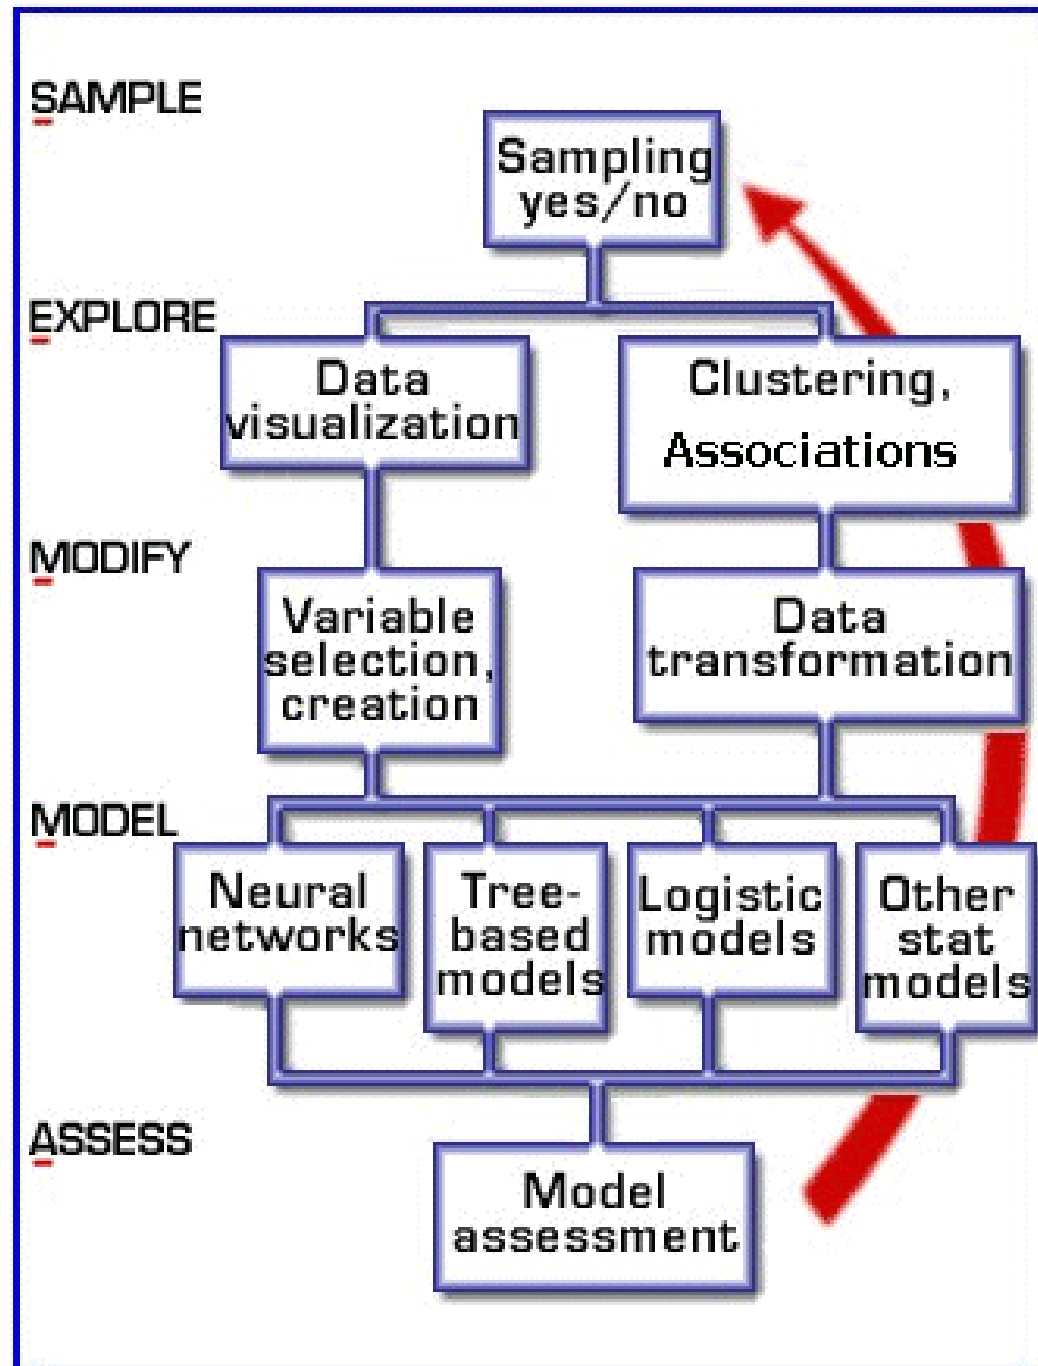 SAMPLE
Sampling
yes/no
EXPLORE
Data
visualization
Clustering,
Associations
MODIFY
Variable
selection,
creation
Data
transformation
MODEL
Neural
networks
Tree-
based
models
Logistic
models
Other
stat
models
ASSESS
Model
assessment